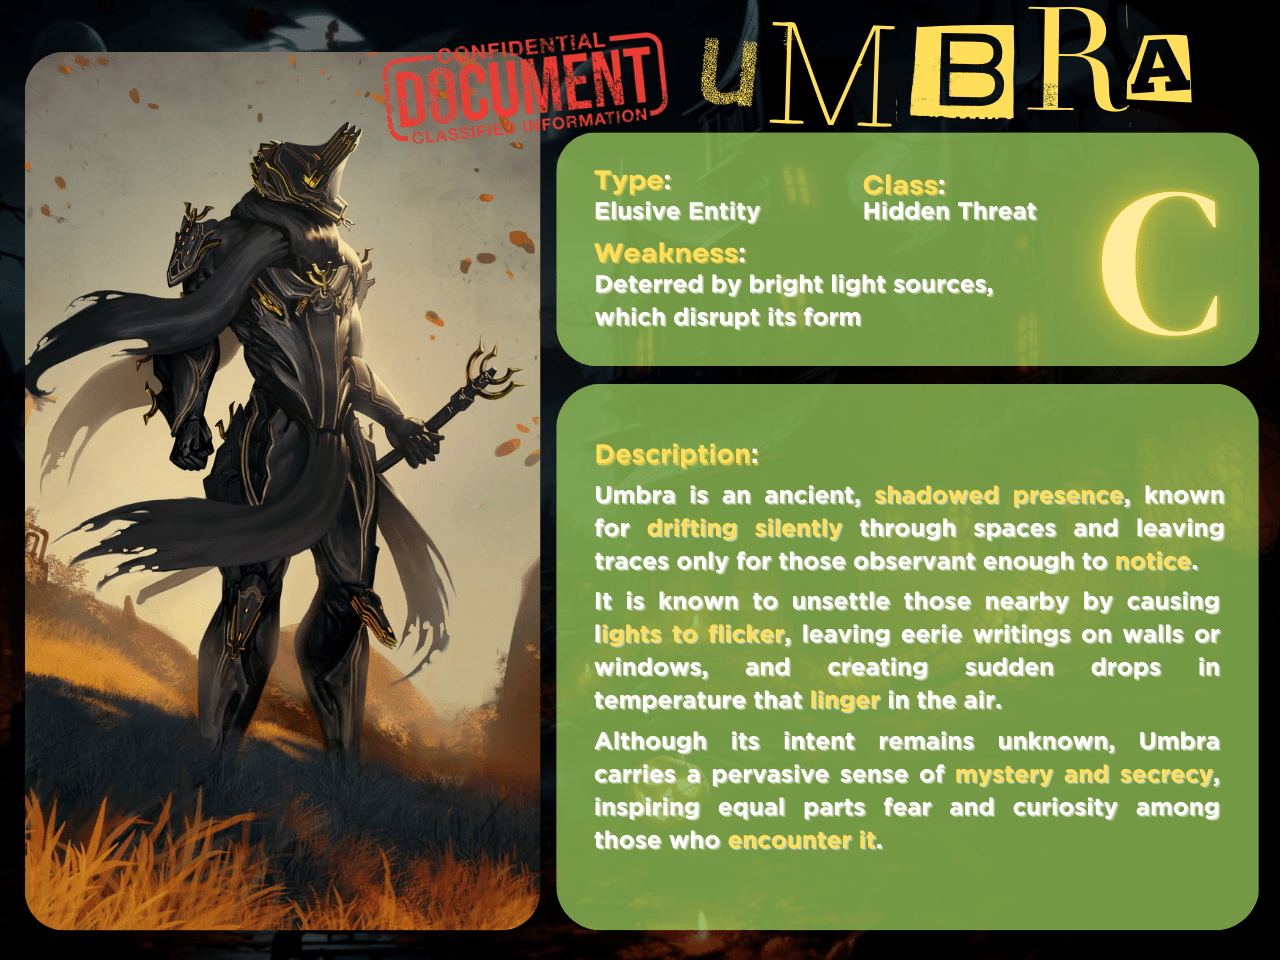 CONFIDENTIAL
DOCUMENT
CLASSIFIED INFORMATION
uMBRA
Type:
Elusive Entity
Class:
Hidden Threat
C
Weakness:
Deterred by bright light sources,
which disrupt its form
Description:
Umbra is an ancient, shadowed presence, known
for drifting silently through spaces and leaving
traces only for those observant enough to notice.
It is known to unsettle those nearby by causing
lights to flicker, leaving eerie writings on walls or
windows, and creating sudden drops in
temperature that linger in the air.
Although its intent remains unknown, Umbra
carries a pervasive sense of mystery and secrecy,
inspiring equal parts fear and curiosity among
those who encounter it.